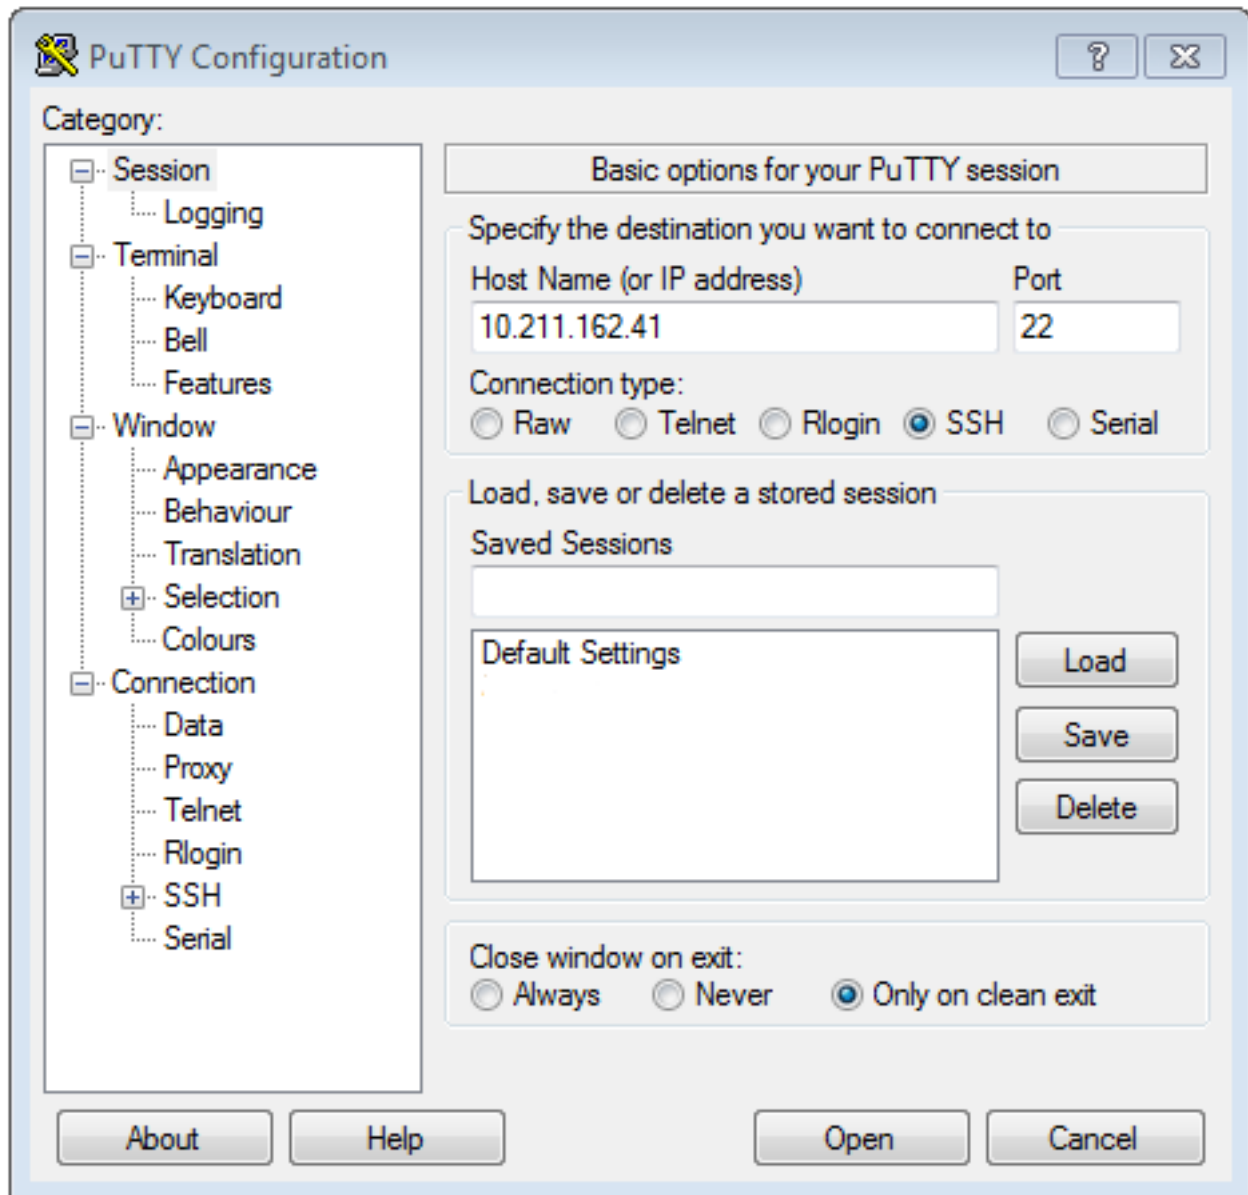 PuTTY Configuration
Category:
Session
Logging
Terminal
Keyboard
Bell
Features
Window
Appearance
Behaviour
Translation
Selection
Colours
Connection
Data
Proxy
Telnet
Rlogin
SSH
Serial
Basic options for your PuTTY session
Specify the destination you want to connect to
Host Name (or IP address) Port
10.211.162.41 22
Connection type:
Raw Telnet Rlogin SSH Serial
Load, save or delete a stored session
Saved Sessions
Default Settings
Load
Save
Delete
Close window on exit:
Always Never Only on clean exit
About Help Open Cancel